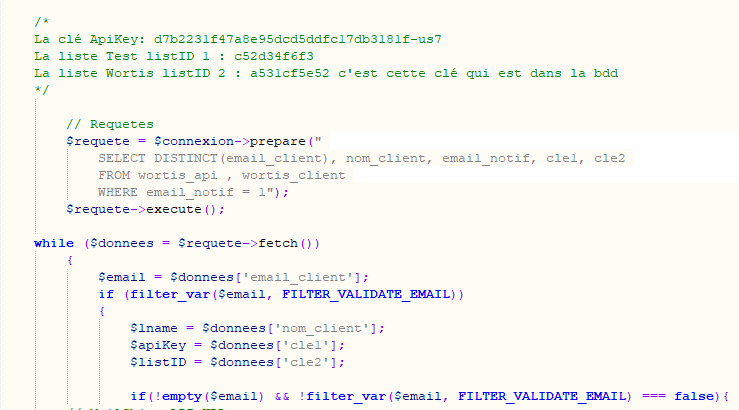 /*
La clé ApiKey: d7b2231f47a8e95dcd5ddfc17db3181f-us7
La liste Test listID 1 : c52d34f6f3
La liste Wortis listID 2 : a531cf5e52 c'est cette clé qui est dans la bdd
*/
// Requetes
$requete = $connexion->prepare("
SELECT DISTINCT(email_client), nom_client, email_notif, cle1, cle2
FROM wortis_api , wortis_client
WHERE email_notif = 1");
$requete->execute();
while ($donnees = $requete->fetch())
{
$email = $donnees['email_client'];
if (filter_var($email, FILTER_VALIDATE_EMAIL))
{
$lname = $donnees['nom_client'];
$apiKey = $donnees['cle1'];
$listID = $donnees['cle2'];
if(!empty($email) && !filter_var($email, FILTER_VALIDATE_EMAIL) === false){